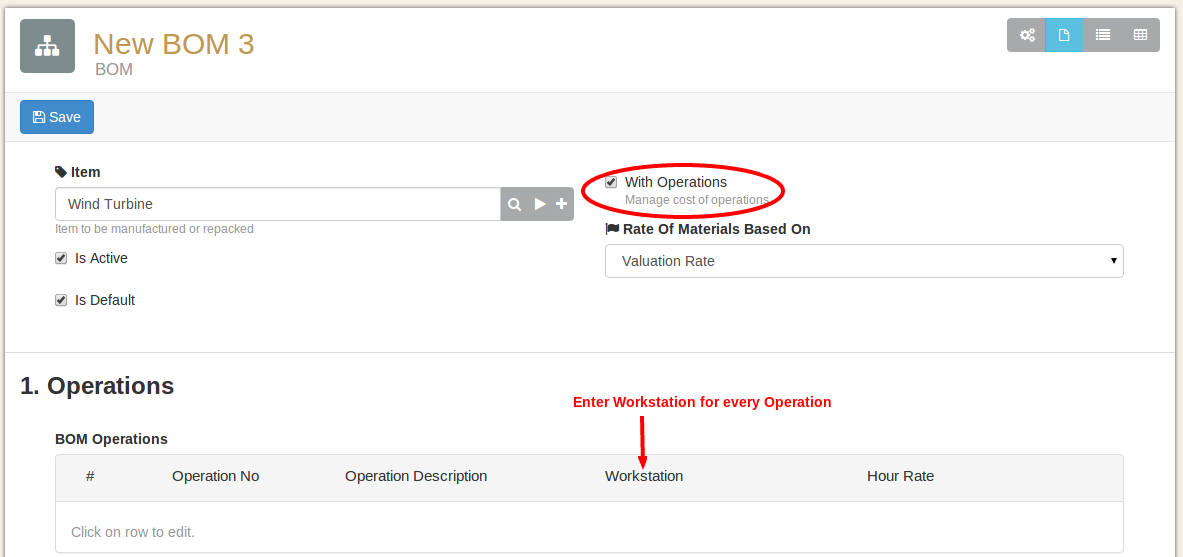 New BOM 3
BOM
Save
Item
Wind Turbine
Item to be manufactured or repacked
Is Active
Is Default
With Operations
Manage cost of operations
Rate Of Materials Based On
Valuation Rate
1. Operations
Enter Workstation for every Operation
BOM Operations
# Operation No Operation Description Workstation Hour Rate
Click on row to edit.